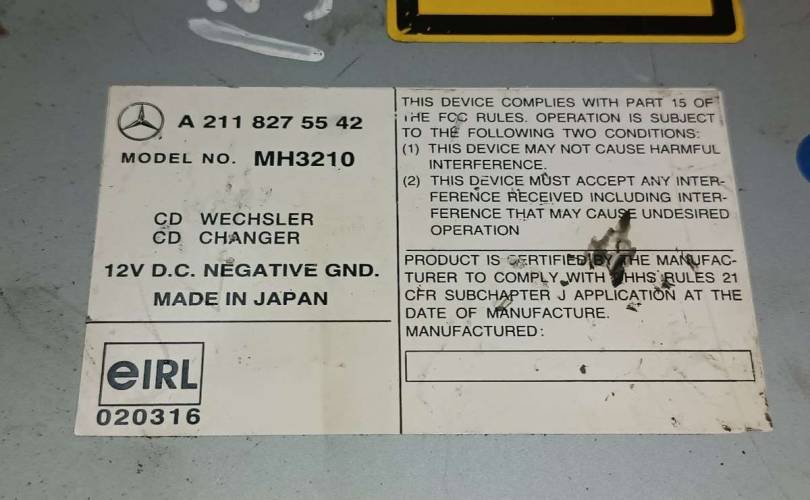 A 211 827 55 42
MODEL NO. MH3210
CD WECHSLER
CD CHANGER
12V D.C. NEGATIVE GND.
MADE IN JAPAN
eIRL
020316
THIS DEVICE COMPLIES WITH PART 15 OF
THE FCC RULES. OPERATION IS SUBJECT
TO THE FOLLOWING TWO CONDITIONS:
(1) THIS DEVICE MAY NOT CAUSE HARMFUL
INTERFERENCE.
(2) THIS DEVICE MUST ACCEPT ANY INTER-
FERENCE RECEIVED INCLUDING INTER-
FERENCE THAT MAY CAUSE UNDESIRED
OPERATION
PRODUCT IS CERTIFIED BY THE MANUFAC-
TURER TO COMPLY WITH HHS RULES 21
CFR SUBCHAPTER J APPLICATION AT THE
DATE OF MANUFACTURE.
MANUFACTURED: